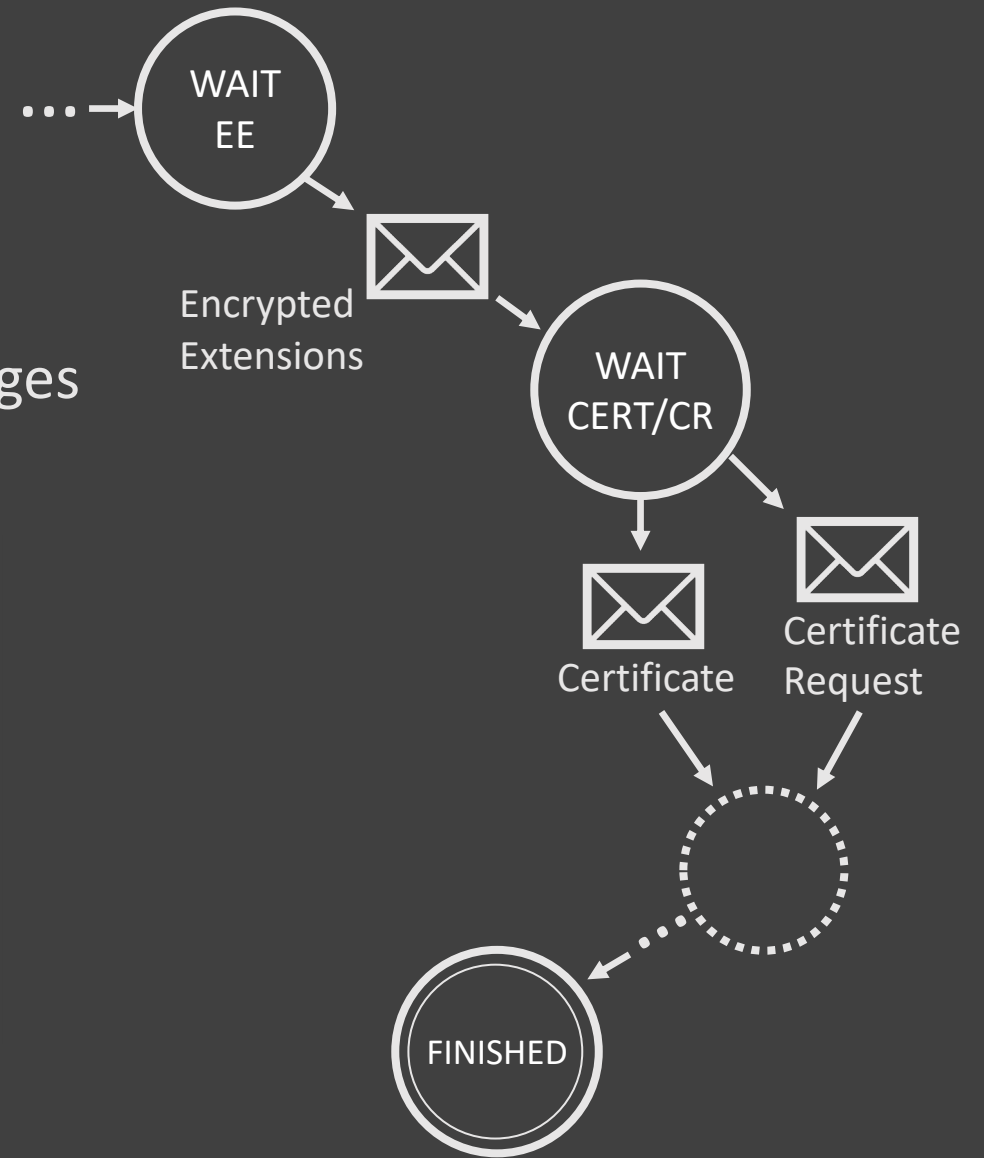 WAIT
EE
Encrypted
Extensions
WAIT
CERT/CR
Certificate
Certificate
Request
FINISHED